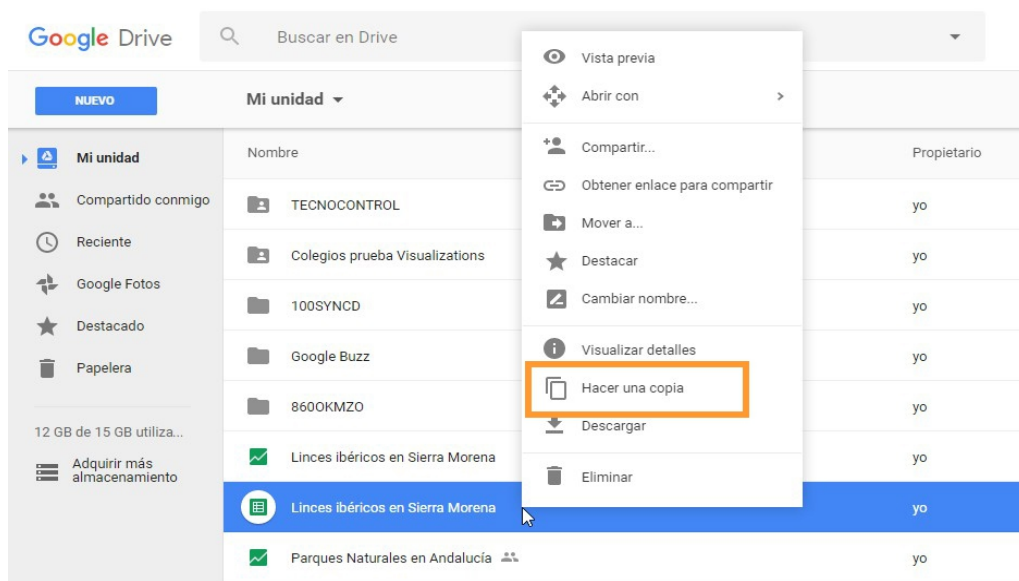 Google Drive
Buscar en Drive
NUEVO
Mi unidad
Mi unidad
Compartido conmigo
Reciente
Google Fotos
Destacado
Papelera
12 GB de 15 GB utiliza...
Adquirir más
almacenamiento
Nombre
Propietario
TECNOCONTROL
yo
Colegios prueba Visualizations
yo
100SYNCD
yo
Google Buzz
yo
860OKMZO
yo
Linces ibéricos en Sierra Morena
yo
Linces ibéricos en Sierra Morena
yo
Parques Naturales en Andalucía
yo
Vista previa
Abrir con
Compartir...
Obtener enlace para compartir
Mover a...
Destacar
Cambiar nombre...
Visualizar detalles
Hacer una copia
Descargar
Eliminar